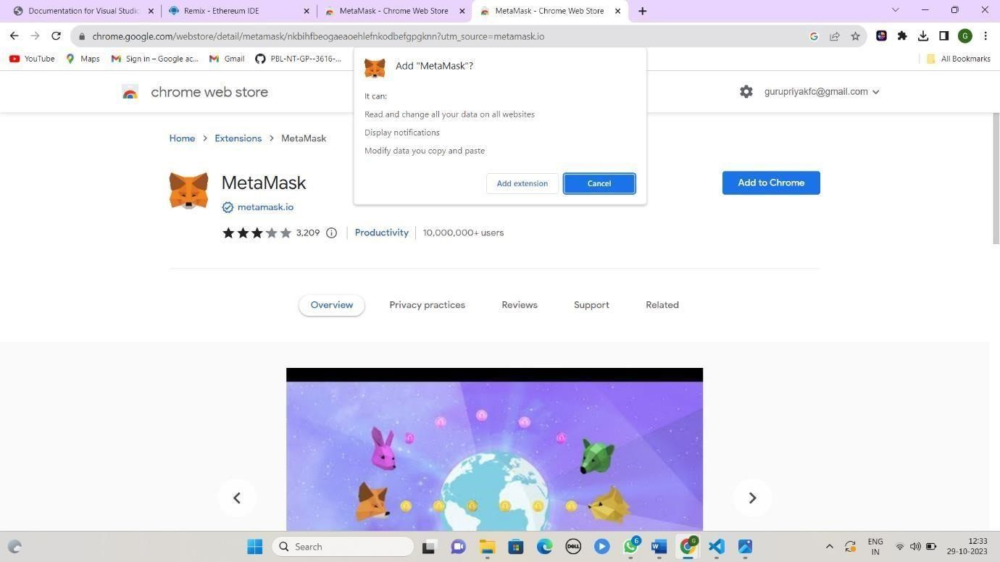 Documentation for Visual Studio
Remix - Ethereum IDE
MetaMask - Chrome Web Store
MetaMask - Chrome Web Store
chrome.google.com/webstore/detail/metamask/nkbihfbeogaeaoehlefnkodbefgpgknn?utm_source=metamask.io
G
YouTube
Maps
Sign in – Google ac...
Gmail
PBL-NT-GP--3616-...
All Bookmarks
chrome web store
gurupriyakfc@gmail.com
Add "MetaMask"?
It can:
Read and change all your data on all websites
Display notifications
Modify data you copy and paste
Add extension
Cancel
Home > Extensions > MetaMask
MetaMask
metamask.io
Add to Chrome
3,209
Productivity
10,000,000+ users
Overview
Privacy practices
Reviews
Support
Related
Search
DELL
6
G
ENG
IN
12:33
29-10-2023